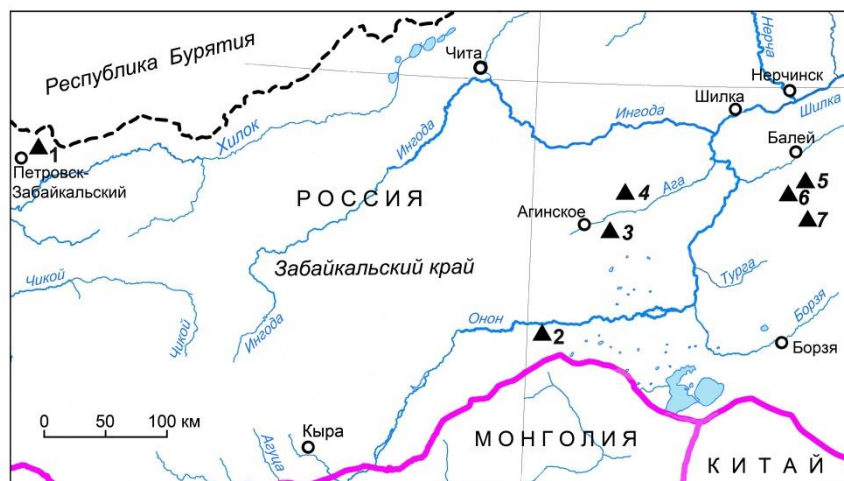 Республика Бурятия
Чита
Нерча
Нерчинск
Шилка
Шилка
Ингода
Ингода
Хилок
1
Петровск-
Забайкальский
Балей
РОССИЯ
4
Ага
5
6
Агинское
3
7
Забайкальский край
Чикой
Чикой
Ингода
Турга
Борзя
Онон
2
Борзя
0 50 100 км
Кыра
Агуца
МОНГОЛИЯ
КИТАЙ